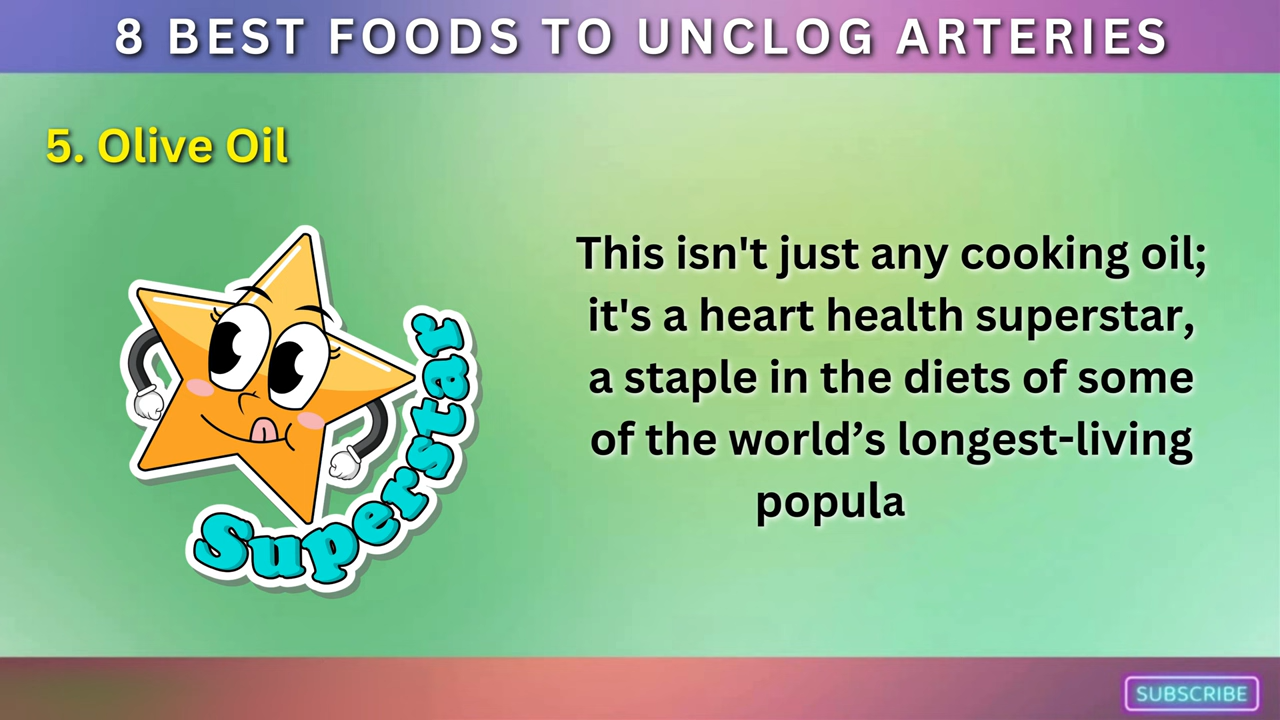 8 BEST FOODS TO UNCLOG ARTERIES
5. Olive Oil
Superstar
This isn't just any cooking oil;
it's a heart health superstar,
a staple in the diets of some
of the world’s longest-living
popula
SUBSCRIBE